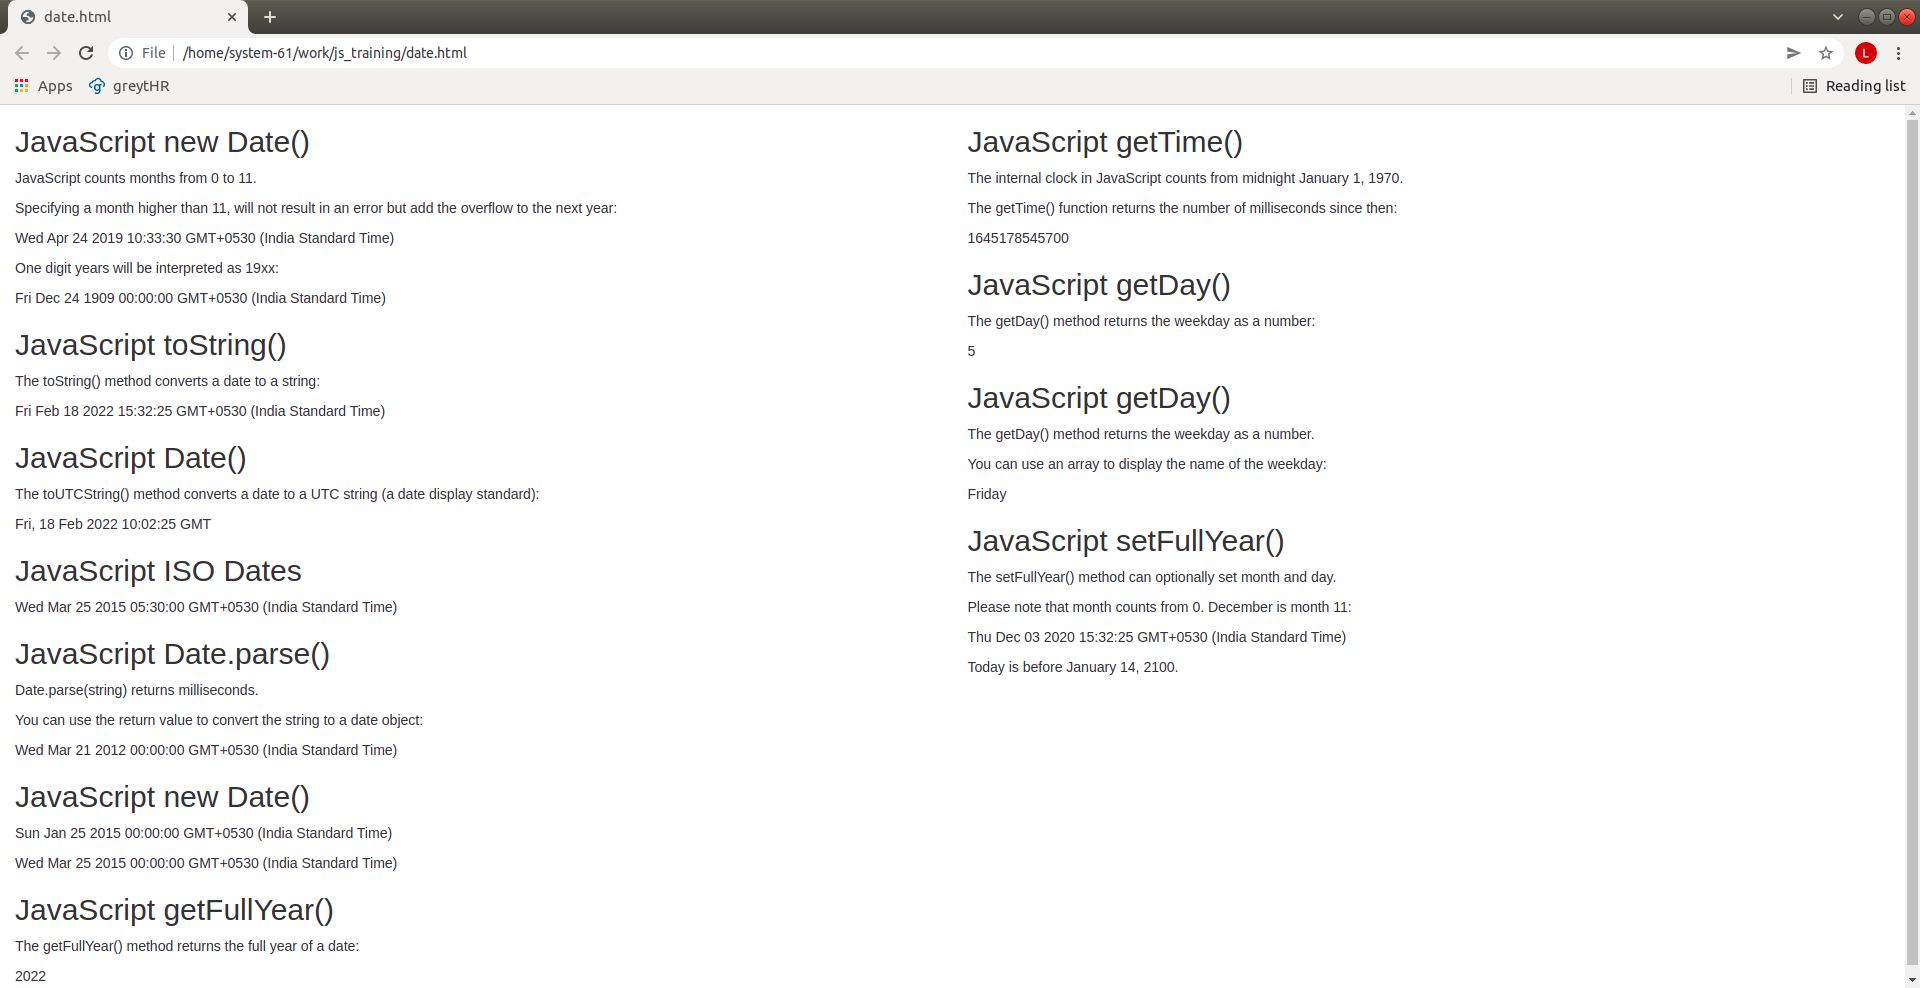 date.html
File
/home/system-61/work/js_training/date.html
L
Apps
greytHR
Reading list
JavaScript new Date()
JavaScript counts months from 0 to 11.
Specifying a month higher than 11, will not result in an error but add the overflow to the next year:
Wed Apr 24 2019 10:33:30 GMT+0530 (India Standard Time)
One digit years will be interpreted as 19xx:
Fri Dec 24 1909 00:00:00 GMT+0530 (India Standard Time)
JavaScript toString()
The toString() method converts a date to a string:
Fri Feb 18 2022 15:32:25 GMT+0530 (India Standard Time)
JavaScript Date()
The toUTCString() method converts a date to a UTC string (a date display standard):
Fri, 18 Feb 2022 10:02:25 GMT
JavaScript ISO Dates
Wed Mar 25 2015 05:30:00 GMT+0530 (India Standard Time)
JavaScript Date.parse()
Date.parse(string) returns milliseconds.
You can use the return value to convert the string to a date object:
Wed Mar 21 2012 00:00:00 GMT+0530 (India Standard Time)
JavaScript new Date()
Sun Jan 25 2015 00:00:00 GMT+0530 (India Standard Time)
Wed Mar 25 2015 00:00:00 GMT+0530 (India Standard Time)
JavaScript getFullYear()
The getFullYear() method returns the full year of a date:
2022
JavaScript getTime()
The internal clock in JavaScript counts from midnight January 1, 1970.
The getTime() function returns the number of milliseconds since then:
1645178545700
JavaScript getDay()
The getDay() method returns the weekday as a number:
5
JavaScript getDay()
The getDay() method returns the weekday as a number.
You can use an array to display the name of the weekday:
Friday
JavaScript setFullYear()
The setFullYear() method can optionally set month and day.
Please note that month counts from 0. December is month 11:
Thu Dec 03 2020 15:32:25 GMT+0530 (India Standard Time)
Today is before January 14, 2100.